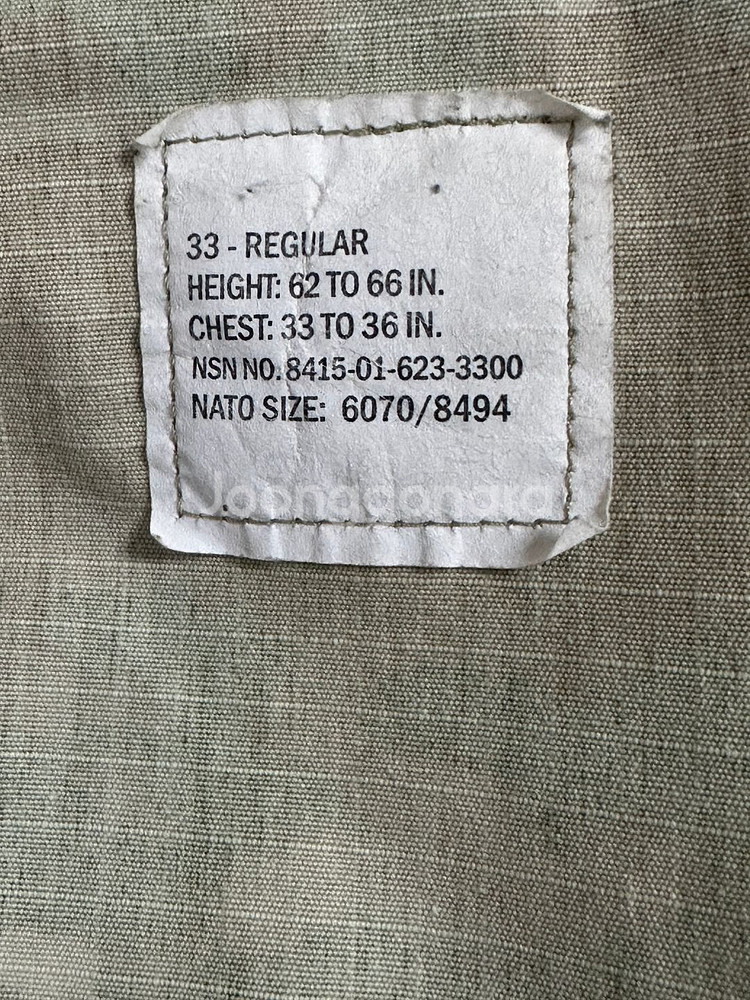 33 - REGULAR
HEIGHT: 62 TO 66 IN.
CHEST: 33 TO 36 IN.
NSN NO. 8415-01-623-3300
NATO SIZE: 6070/8494
Joonggonara